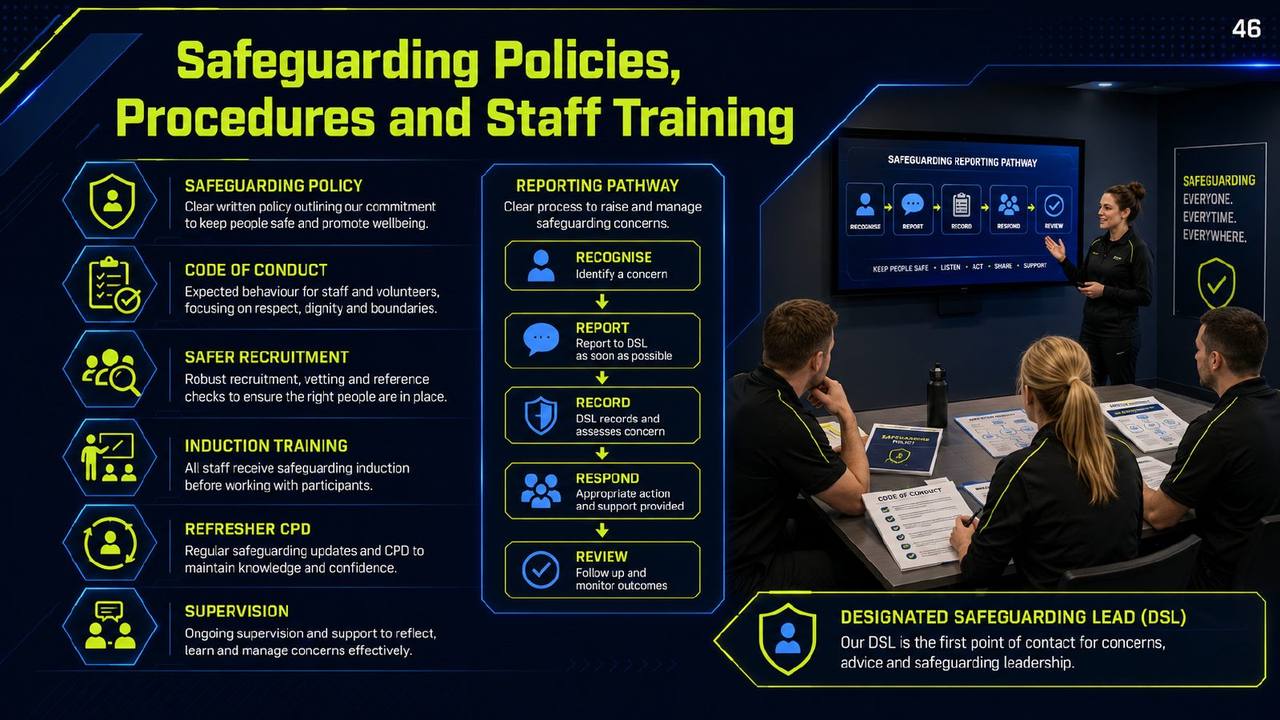 46
Safeguarding Policies,
Procedures and Staff Training
SAFEGUARDING POLICY
Clear written policy outlining our commitment
to keep people safe and promote wellbeing.
CODE OF CONDUCT
Expected behaviour for staff and volunteers,
focusing on respect, dignity and boundaries.
SAFER RECRUITMENT
Robust recruitment, vetting and reference
checks to ensure the right people are in place.
INDUCTION TRAINING
All staff receive safeguarding induction
before working with participants.
REFRESHER CPD
Regular safeguarding updates and CPD to
maintain knowledge and confidence.
SUPERVISION
Ongoing supervision and support to reflect,
learn and manage concerns effectively.
REPORTING PATHWAY
Clear process to raise and manage
safeguarding concerns.
RECOGNISE
Identify a concern
REPORT
Report to DSL
as soon as possible
RECORD
DSL records and
assesses concern
RESPOND
Appropriate action
and support provided
REVIEW
Follow up and
monitor outcomes
SAFEGUARDING REPORTING PATHWAY
RECOGNISE REPORT RECORD RESPOND REVIEW
KEEP PEOPLE SAFE • LISTEN • ACT • SHARE • SUPPORT
SAFEGUARDING
EVERYONE.
EVERYTIME.
EVERYWHERE.
SAFEGUARDING
POLICY
CODE OF CONDUCT
DESIGNATED SAFEGUARDING LEAD (DSL)
Our DSL is the first point of contact for concerns,
advice and safeguarding leadership.